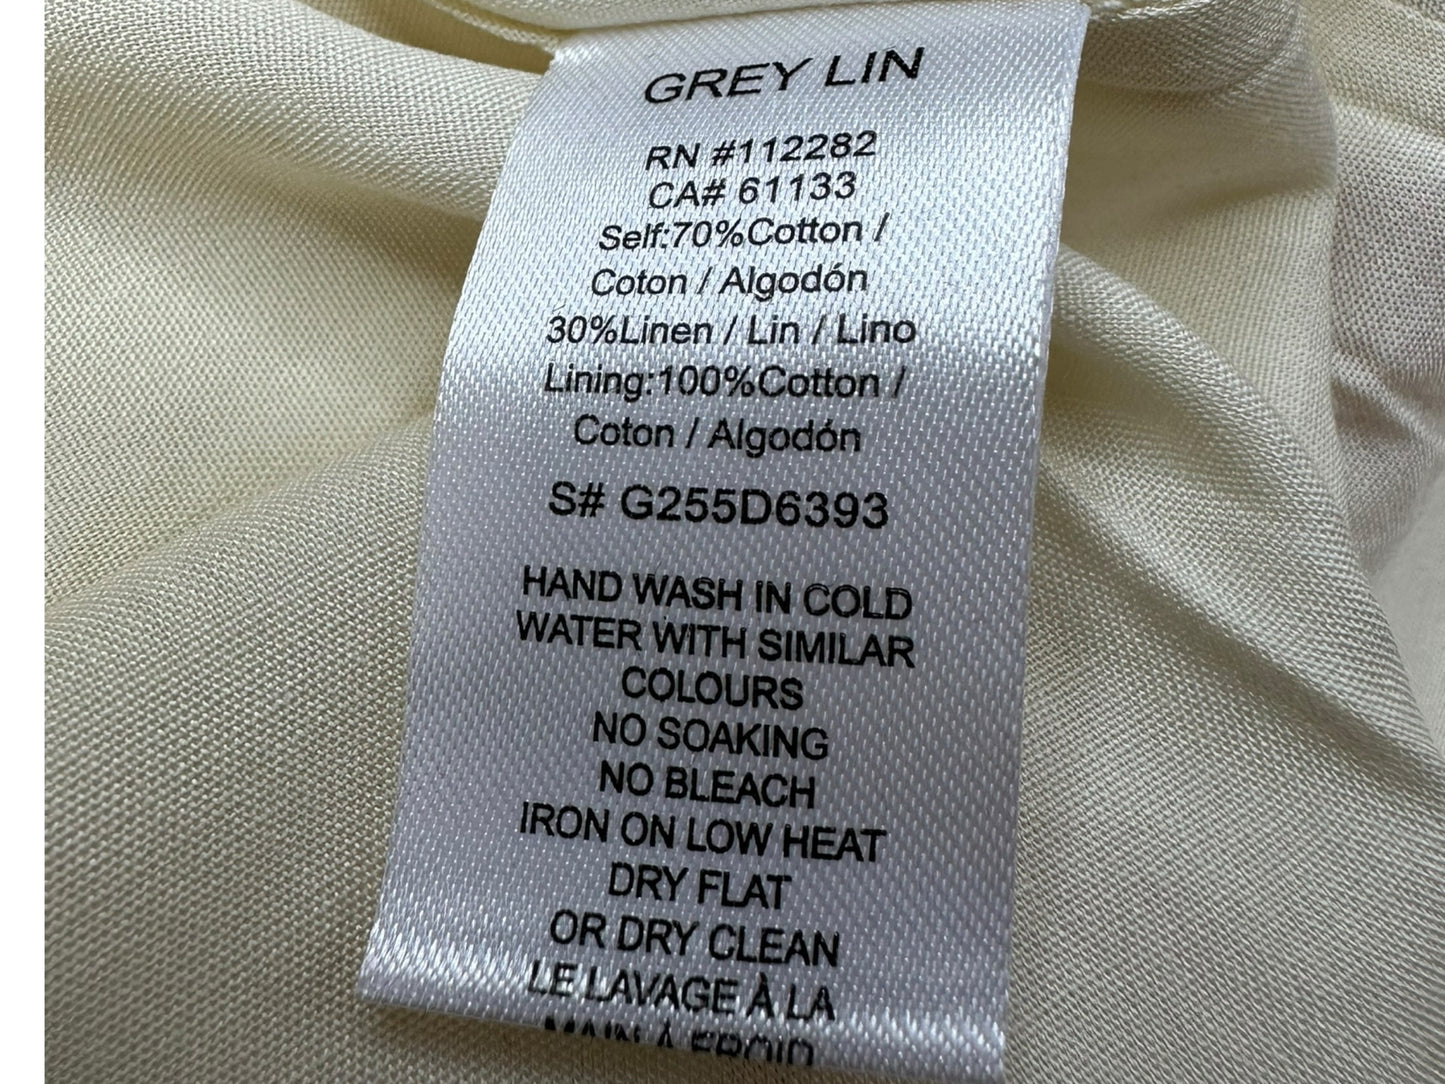 GREY LIN
RN #112282
CA# 61133
Self:70%Cotton /
Coton / Algodón
30%Linen / Lin / Lino
Lining:100%Cotton /
Coton / Algodón
S# G255D6393
HAND WASH IN COLD
WATER WITH SIMILAR
COLOURS
NO SOAKING
NO BLEACH
IRON ON LOW HEAT
DRY FLAT
OR DRY CLEAN
LE LAVAGE À LA
MAIN À FROID